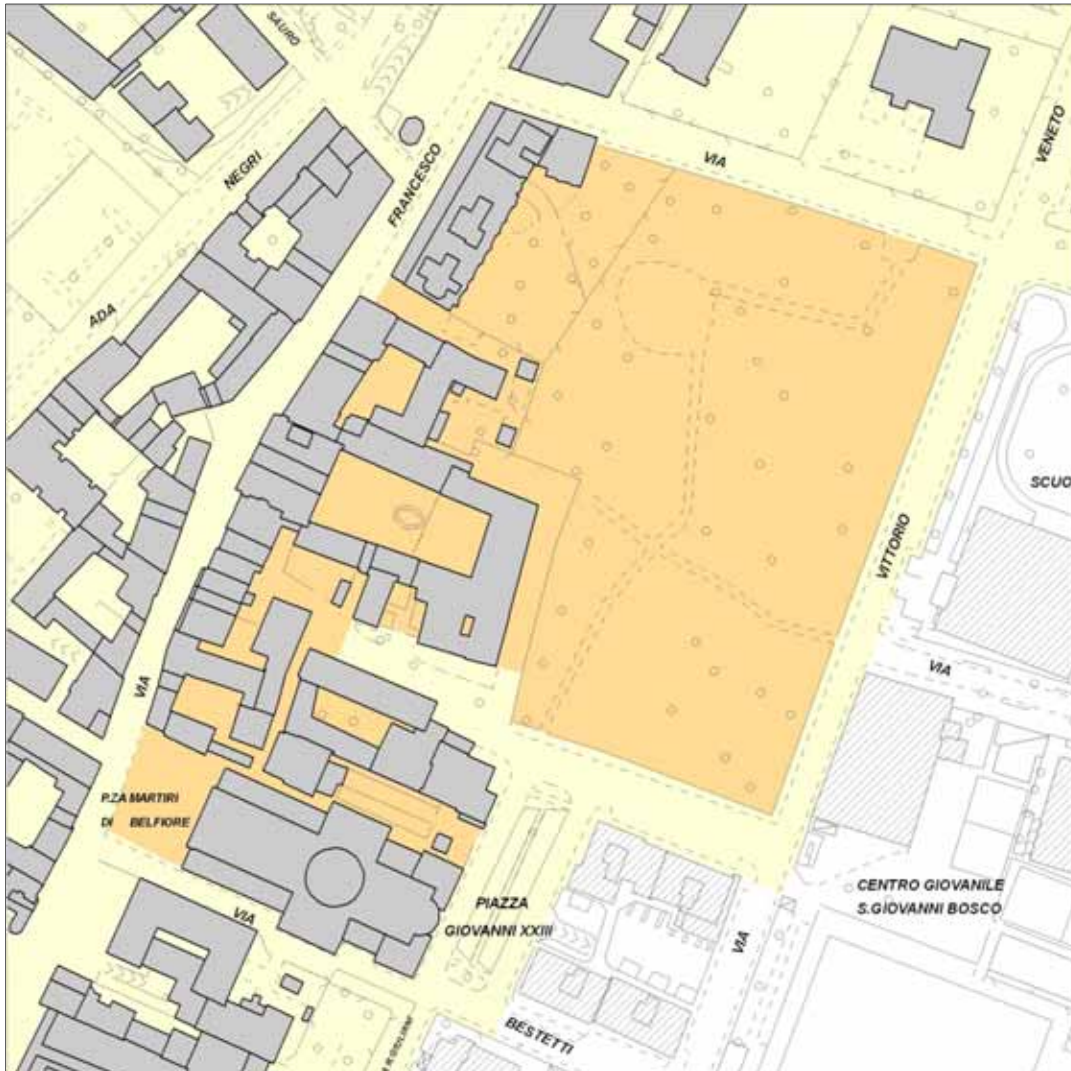 SAURO
VENETO
NEGRI
VIA
FRANCESCO
ADA
SCUO
VITTORIO
VIA
VIA
P.ZA MARTIRI
DI BELFIORE
CENTRO GIOVANILE
S.GIOVANNI BOSCO
PIAZZA
GIOVANNI XXIII
VIA
VIA
BESTETTI